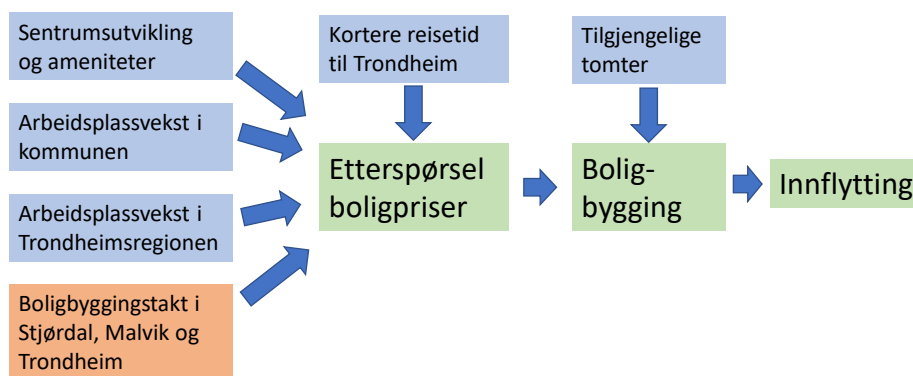 Sentrumsutvikling
og ameniteter
Kortere reisetid
til Trondheim
Tilgjengelige
tomter
Arbeidsplassvekst i
kommunen
Etterspørsel
boligpriser
Bolig-
bygging
Innflytting
Arbeidsplassvekst i
Trondheimsregionen
Boligbyggingstakt i
Stjørdal, Malvik og
Trondheim